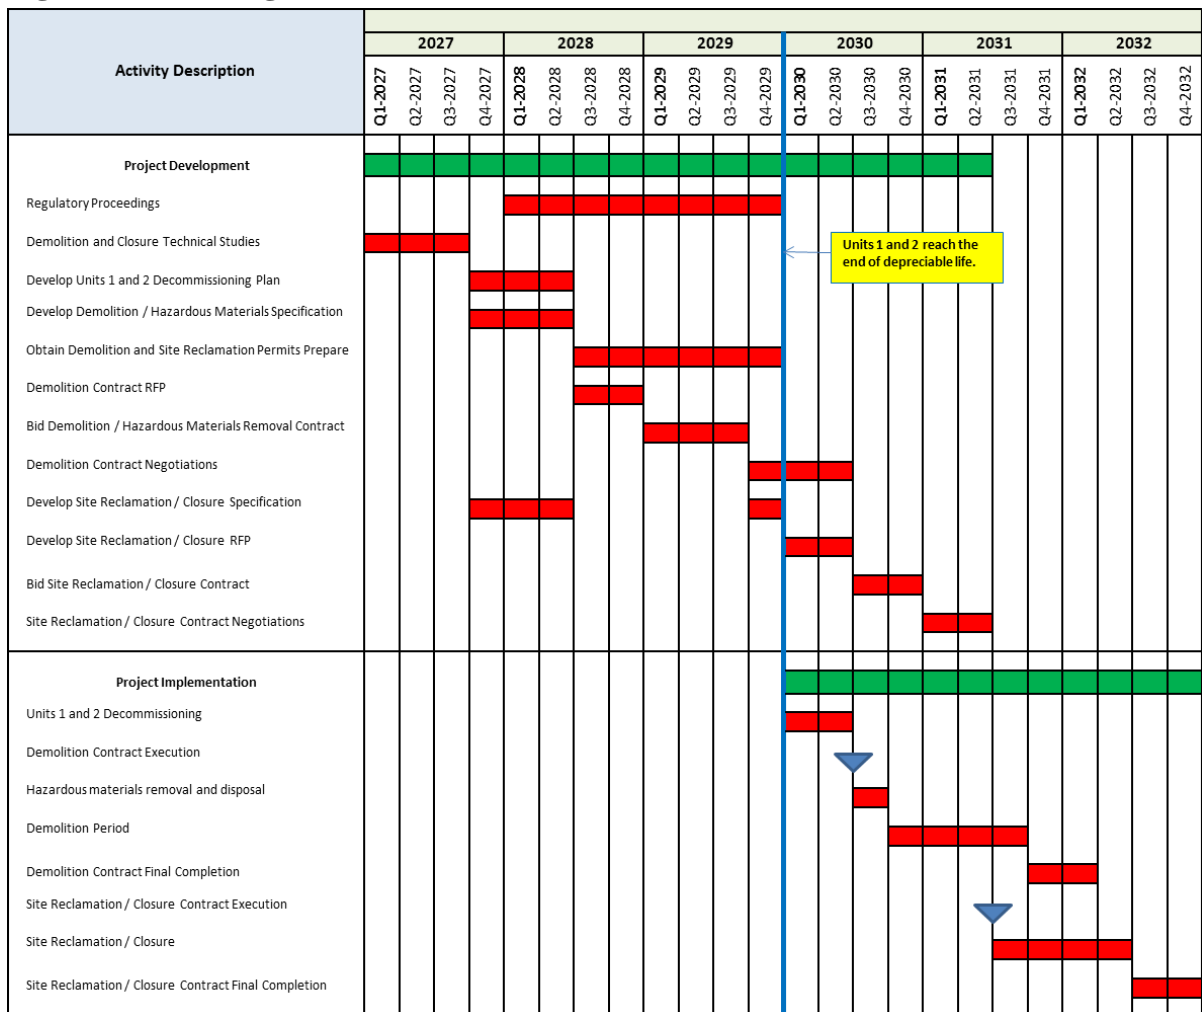 2027 2028 2029 2030 2031 2032
Activity Description
Q1-2027 Q2-2027 Q3-2027 Q4-2027 Q1-2028 Q2-2028 Q3-2028 Q4-2028 Q1-2029 Q2-2029 Q3-2029 Q4-2029 Q1-2030 Q2-2030 Q3-2030 Q4-2030 Q1-2031 Q2-2031 Q3-2031 Q4-2031 Q1-2032 Q2-2032 Q3-2032 Q4-2032
Project Development
Regulatory Proceedings
Demolition and Closure Technical Studies
Units 1 and 2 reach the
end of depreciable life.
Develop Units 1 and 2 Decommissioning Plan
Develop Demolition / Hazardous Materials Specification
Obtain Demolition and Site Reclamation Permits Prepare
Demolition Contract RFP
Bid Demolition / Hazardous Materials Removal Contract
Demolition Contract Negotiations
Develop Site Reclamation / Closure Specification
Develop Site Reclamation / Closure RFP
Bid Site Reclamation / Closure Contract
Site Reclamation / Closure Contract Negotiations
Project Implementation
Units 1 and 2 Decommissioning
Demolition Contract Execution
Hazardous materials removal and disposal
Demolition Period
Demolition Contract Final Completion
Site Reclamation / Closure Contract Execution
Site Reclamation / Closure
Site Reclamation / Closure Contract Final Completion